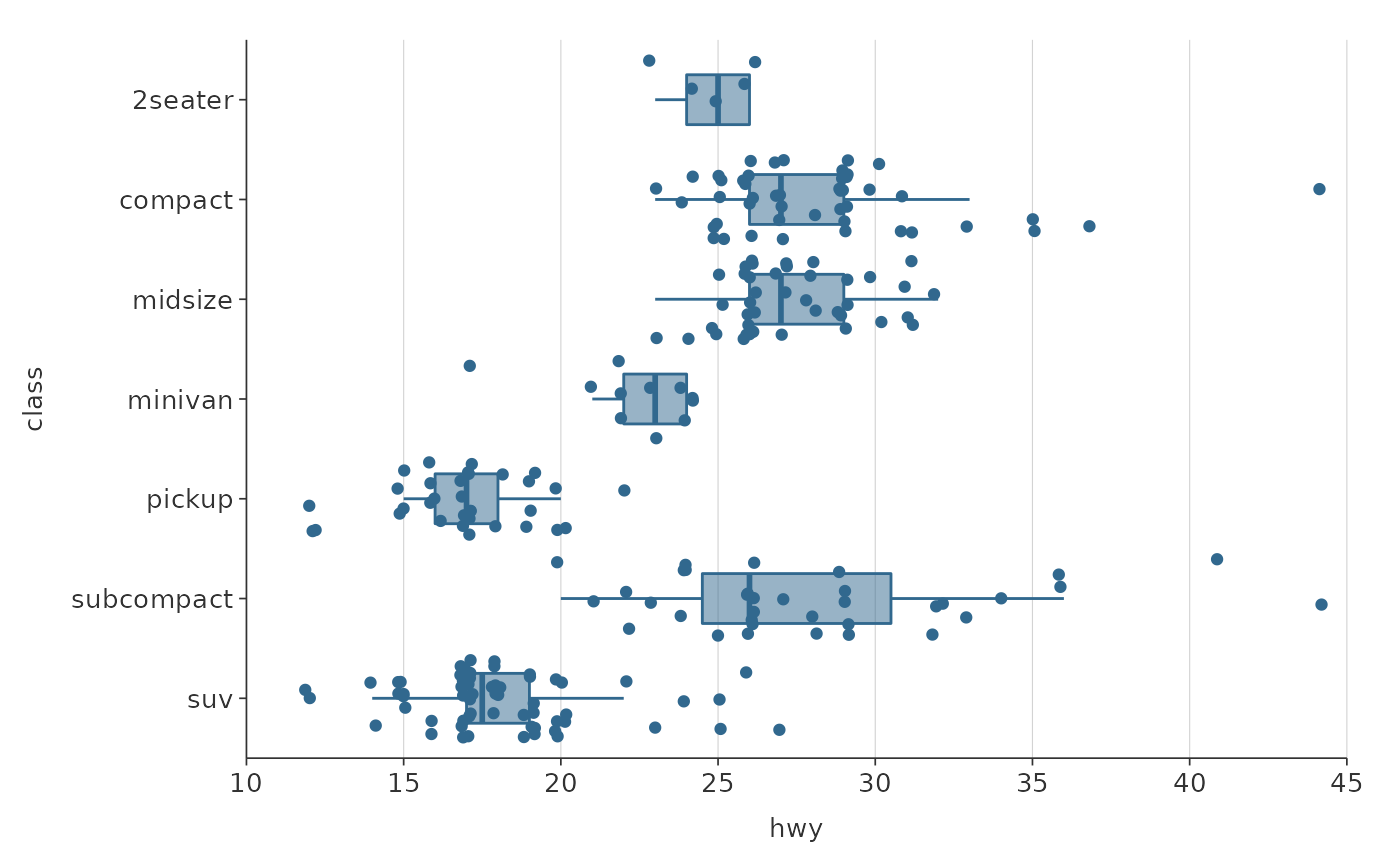 2seater
compact
midsize
minivan
pickup
subcompact
suv
class
10 15 20 25 30 35 40 45
hwy